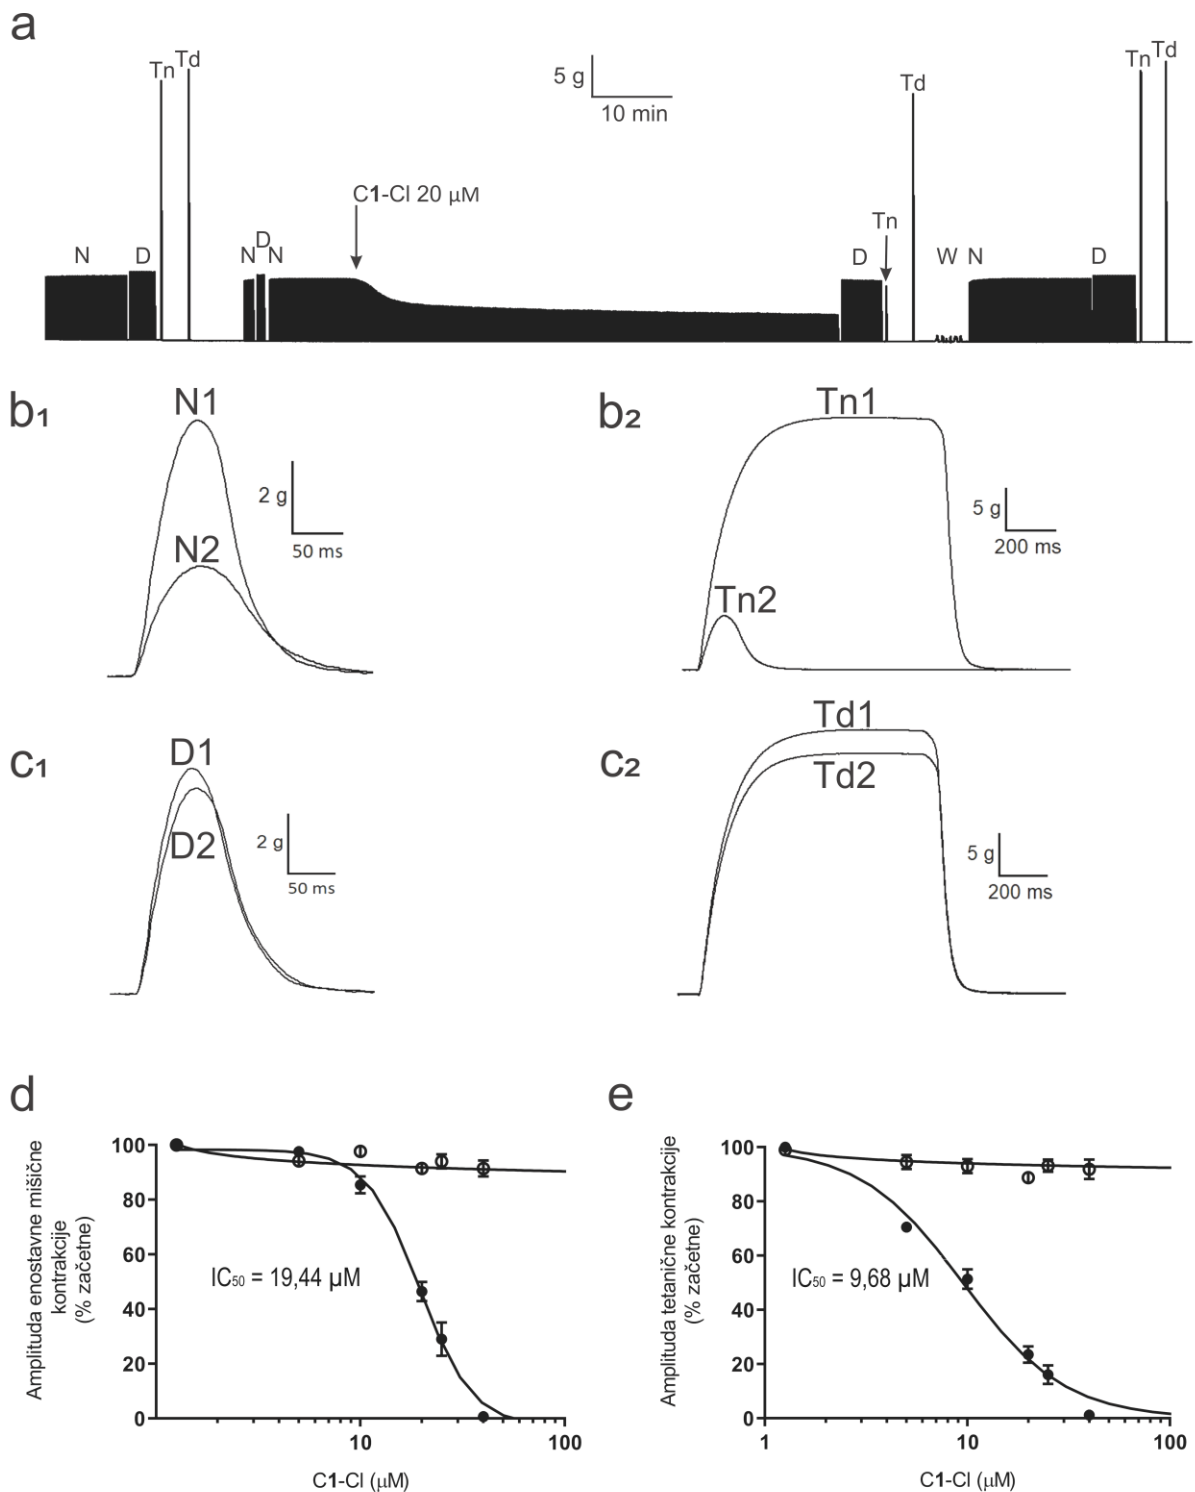 a
Tn Td
5 g
10 min
Tn Td
Td
C1-Cl 20 µM
Tn
N D N D N D W N D
b1
N1
N2
2 g
50 ms
b2
Tn1
Tn2
5 g
200 ms
c1
D1
D2
2 g
50 ms
c2
Td1
Td2
5 g
200 ms
d
Amplituda enostavne mišične
kontrakcije
(% začetne)
100
80
60
40
20
0
IC50 = 19,44 µM
10 100
C1-Cl (µM)
e
Amplituda tetanične kontrakcije
(% začetne)
100
80
60
40
20
0
IC50 = 9,68 µM
1 10 100
C1-Cl (µM)